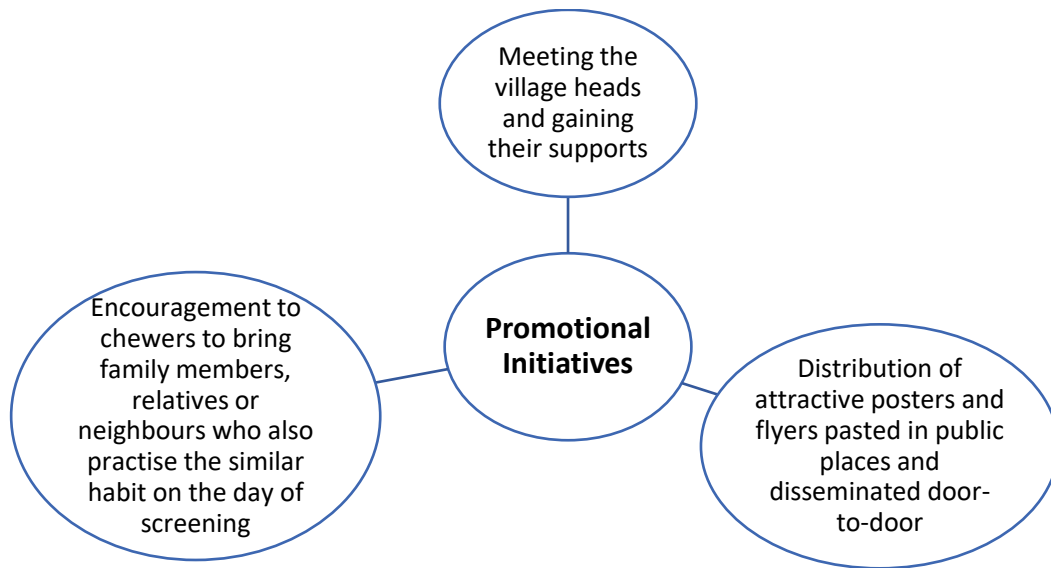 Meeting the
village heads
and gaining
their supports
Promotional
Initiatives
Encouragement to
chewers to bring
family members,
relatives or
neighbours who also
practise the similar
habit on the day of
screening
Distribution of
attractive posters and
flyers pasted in public
places and
disseminated door-
to-door